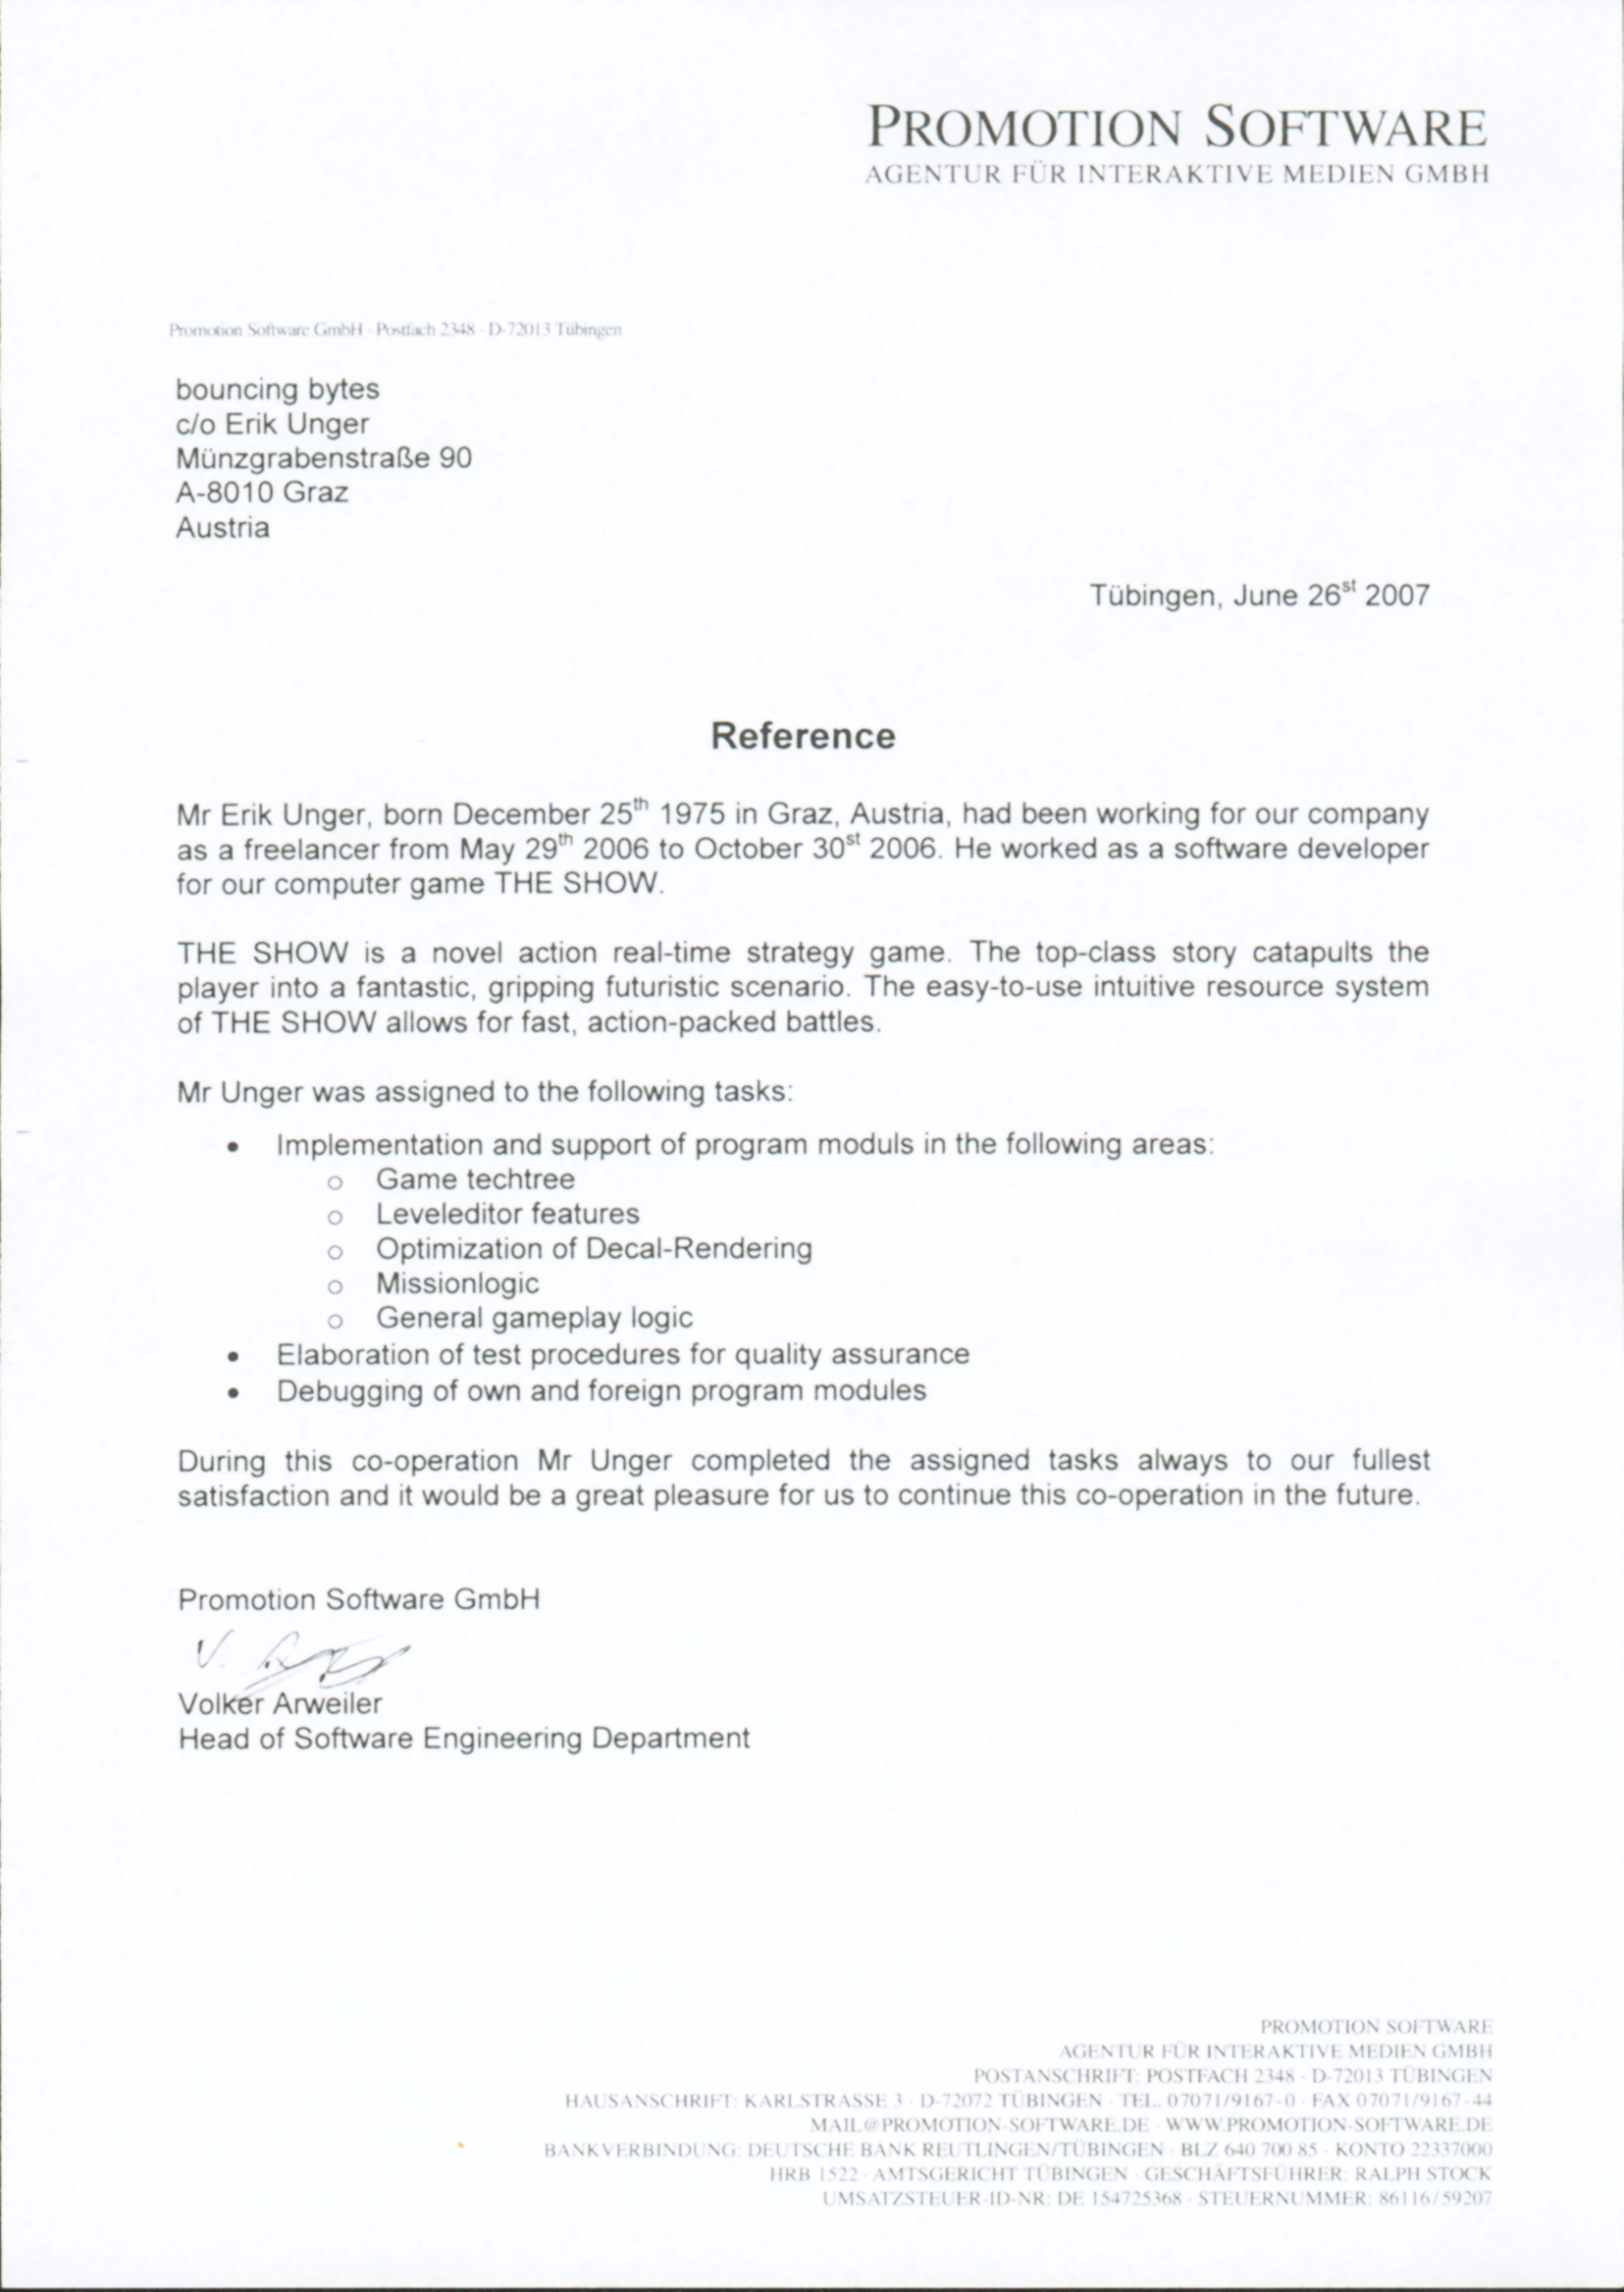 PROMOTION SOFTWARE
AGENTUR FÜR INTERAKTIVE MEDIEN GMBH
Promotion Software GmbH · Postfach 2348 · D-72013 Tübingen
bouncing bytes
c/o Erik Unger
Münzgrabenstraße 90
A-8010 Graz
Austria
Tübingen, June 26st 2007
Reference
Mr Erik Unger, born December 25th 1975 in Graz, Austria, had been working for our company
as a freelancer from May 29th 2006 to October 30st 2006. He worked as a software developer
for our computer game THE SHOW.
THE SHOW is a novel action real-time strategy game. The top-class story catapults the
player into a fantastic, gripping futuristic scenario. The easy-to-use intuitive resource system
of THE SHOW allows for fast, action-packed battles.
Mr Unger was assigned to the following tasks:
• Implementation and support of program moduls in the following areas:
o Game techtree
o Leveleditor features
o Optimization of Decal-Rendering
o Missionlogic
o General gameplay logic
• Elaboration of test procedures for quality assurance
• Debugging of own and foreign program modules
During this co-operation Mr Unger completed the assigned tasks always to our fullest
satisfaction and it would be a great pleasure for us to continue this co-operation in the future.
Promotion Software GmbH
Volker Arweiler
Head of Software Engineering Department
PROMOTION SOFTWARE
AGENTUR FÜR INTERAKTIVE MEDIEN GMBH
POSTANSCHRIFT: POSTFACH 2348 · D-72013 TÜBINGEN
HAUSANSCHRIFT: KARLSTRASSE 3 · D-72072 TÜBINGEN · TEL. 07071/9167-0 · FAX 07071/9167-44
MAIL@PROMOTION-SOFTWARE.DE · WWW.PROMOTION-SOFTWARE.DE
BANKVERBINDUNG: DEUTSCHE BANK REUTLINGEN/TÜBINGEN · BLZ 640 700 85 · KONTO 22337000
HRB 1522 · AMTSGERICHT TÜBINGEN · GESCHÄFTSFÜHRER: RALPH STOCK
UMSATZSTEUER-ID-NR: DE 154725368 · STEUERNUMMER: 86116/59207